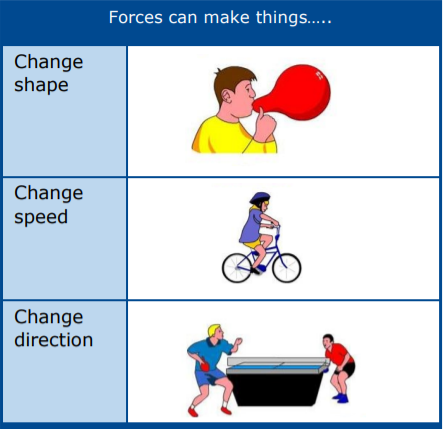 Forces can make things.....
Change
shape
Change
speed
Change
direction